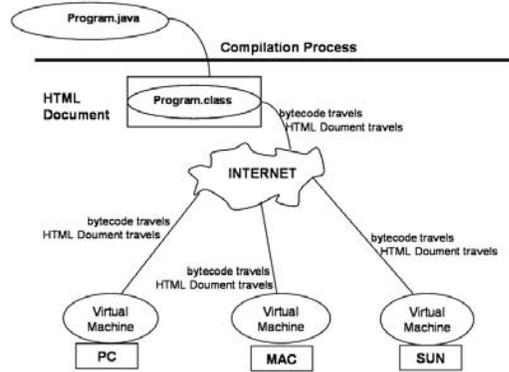 Program.java
Compilation Process
HTML
Document
Program.class
bytecode travels
HTML Doument travels
INTERNET
bytecode travels
HTML Doument travels
bytecode travels
HTML Doument travels
bytecode travels
HTML Doument travels
Virtual
Machine
PC
Virtual
Machine
MAC
Virtual
Machine
SUN